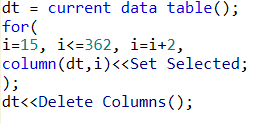 dt = current data table();
for(
i=15, i<=362, i=i+2,
column(dt,i)<<Set Selected;
);
dt<<Delete Columns();